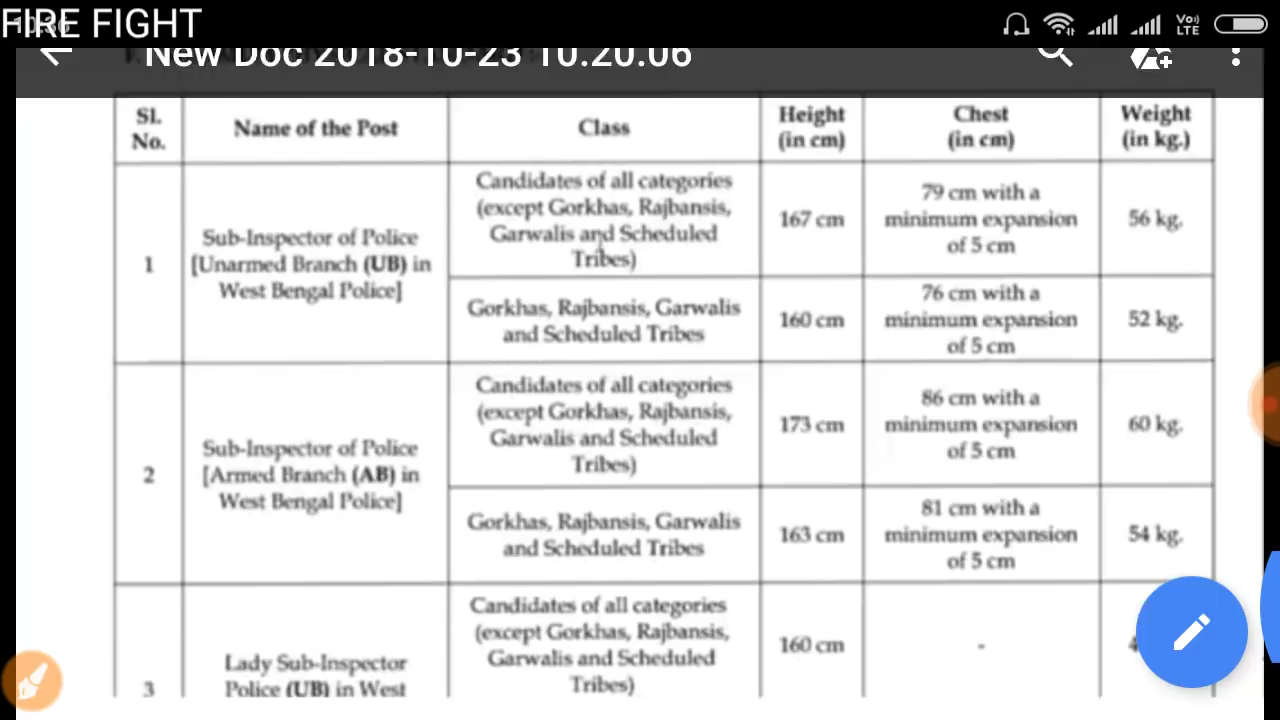 FIRE FIGHT
Vo))
LTE
New Doc 2018-10-23 10.20.06
Sl.
No.
Name of the Post
Class
Height
(in cm)
Chest
(in cm)
Weight
(in kg.)
1
Sub-Inspector of Police
[Unarmed Branch (UB) in
West Bengal Police]
Candidates of all categories
(except Gorkhas, Rajbansis,
Garwalis and Scheduled
Tribes)
167 cm
79 cm with a
minimum expansion
of 5 cm
56 kg.
Gorkhas, Rajbansis, Garwalis
and Scheduled Tribes
160 cm
76 cm with a
minimum expansion
of 5 cm
52 kg.
2
Sub-Inspector of Police
[Armed Branch (AB) in
West Bengal Police]
Candidates of all categories
(except Gorkhas, Rajbansis,
Garwalis and Scheduled
Tribes)
173 cm
86 cm with a
minimum expansion
of 5 cm
60 kg.
Gorkhas, Rajbansis, Garwalis
and Scheduled Tribes
163 cm
81 cm with a
minimum expansion
of 5 cm
54 kg.
3
Lady Sub-Inspector
Police (UB) in West
Candidates of all categories
(except Gorkhas, Rajbansis,
Garwalis and Scheduled
Tribes)
160 cm
-